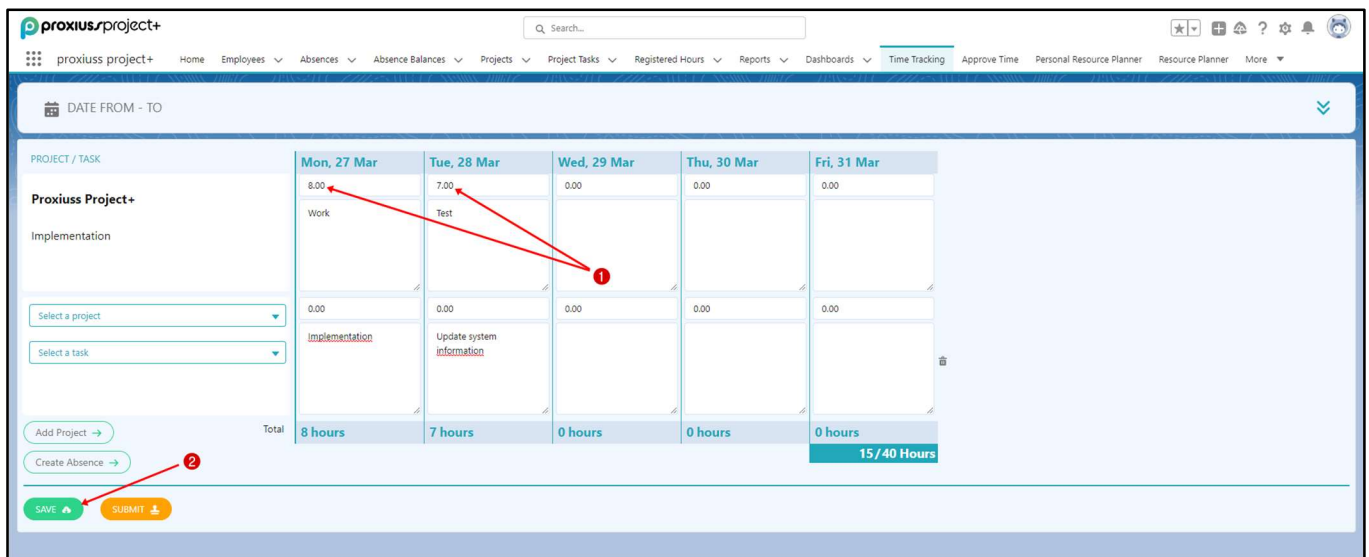 proxius project+
Search...
proxiuss project+ Home Employees Absences Absence Balances Projects Project Tasks Registered Hours Reports Dashboards Time Tracking Approve Time Personal Resource Planner Resource Planner More
DATE FROM - TO
PROJECT / TASK Mon, 27 Mar Tue, 28 Mar Wed, 29 Mar Thu, 30 Mar Fri, 31 Mar
8.00 7.00 0.00 0.00 0.00
Proxiuss Project+
Work Test
Implementation
1
Select a project 0.00 0.00 0.00 0.00 0.00
Implementation Update system
information
Select a task
Add Project → Total 8 hours 7 hours 0 hours 0 hours 0 hours
Create Absence → 2 15/40 Hours
SAVE SUBMIT